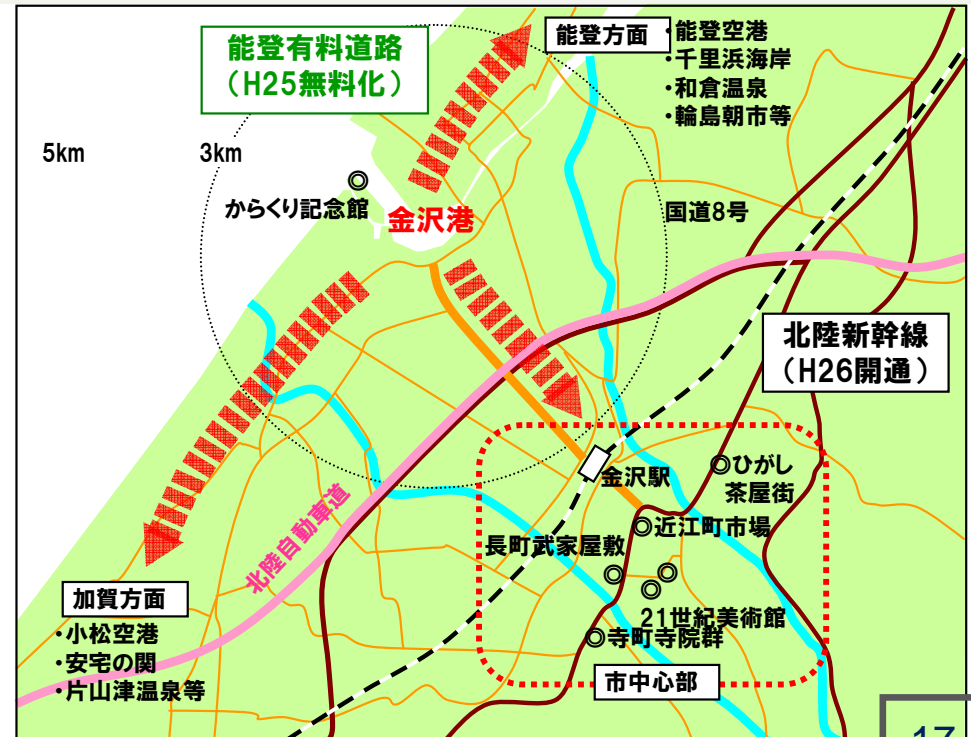 能登有料道路
（H25無料化）
能登方面
・能登空港
・千里浜海岸
・和倉温泉
・輪島朝市等
5km
3km
からくり記念館
金沢港
国道8号
北陸新幹線
（H26開通）
金沢駅
ひがし
茶屋街
近江町市場
長町武家屋敷
21世紀美術館
寺町寺院群
市中心部
北陸自動車道
加賀方面
・小松空港
・安宅の関
・片山津温泉等
17